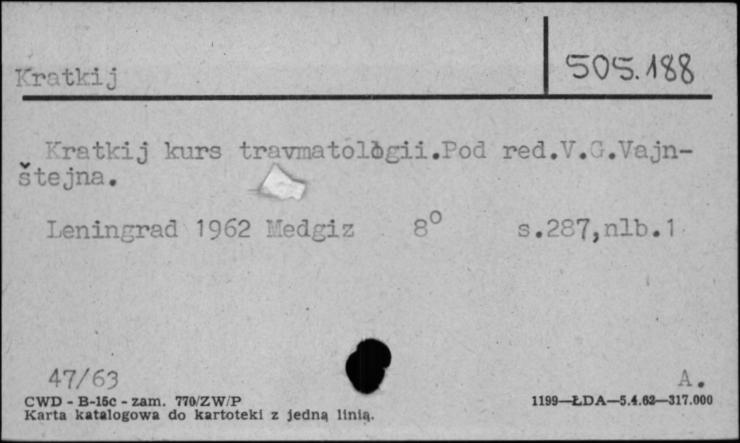 505.188
Kratkij
Kratkij kurs travmatologii.Pod red.V.G.Vajn-
štejna.
Leningrad 1962 Medgiz 8° s.287,nlb.1
47/63 A.
CWD - B-15c - zam. 770/ZW/P 1199—ŁDA—5.4.62—317.000
Karta katalogowa do kartoteki z jedną linią.